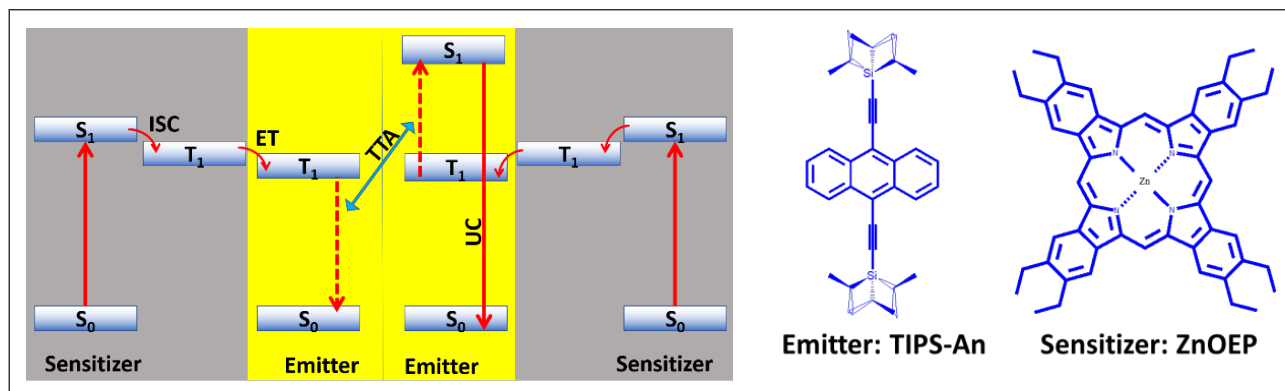 S1
S1
ISC
ET
TTA
S1
T1
T1
T1
T1
UC
S0
S0
S0
S0
Sensitizer
Emitter
Emitter
Sensitizer
Si
Si
Emitter: TIPS-An
N
N
Zn
N
N
Sensitizer: ZnOEP